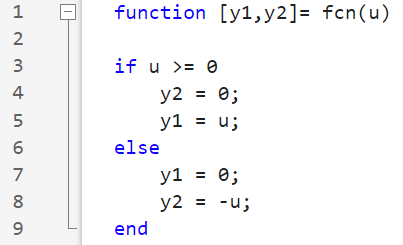 1 function [y1,y2]= fcn(u)
2
3 if u >= 0
4     y2 = 0;
5     y1 = u;
6 else
7     y1 = 0;
8     y2 = -u;
9 end